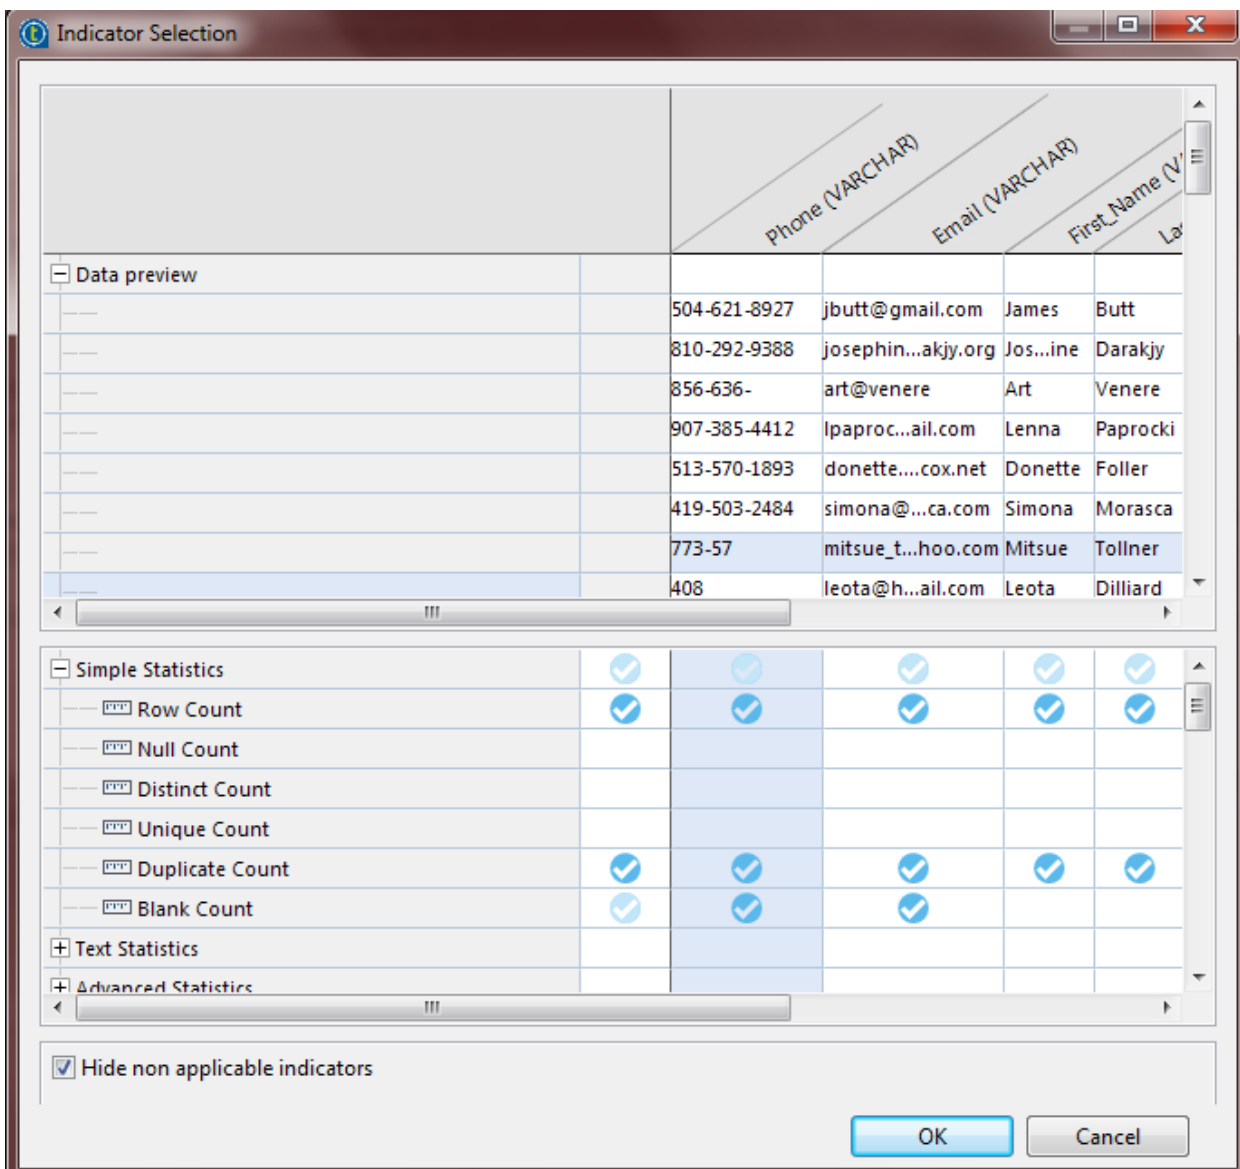 Indicator Selection
Phone (VARCHAR) Email (VARCHAR) First_Name (V
Data preview
504-621-8927 jbutt@gmail.com James Butt
810-292-9388 josephin...akjy.org Jos...ine Darakjy
856-636- art@venere Art Venere
907-385-4412 lpaproc...ail.com Lenna Paprocki
513-570-1893 donette....cox.net Donette Foller
419-503-2484 simona@...ca.com Simona Morasca
773-57 mitsue_t...hoo.com Mitsue Tollner
408 leota@h...ail.com Leota Dilliard
Simple Statistics
Row Count
Null Count
Distinct Count
Unique Count
Duplicate Count
Blank Count
Text Statistics
Advanced Statistics
Hide non applicable indicators
OK Cancel